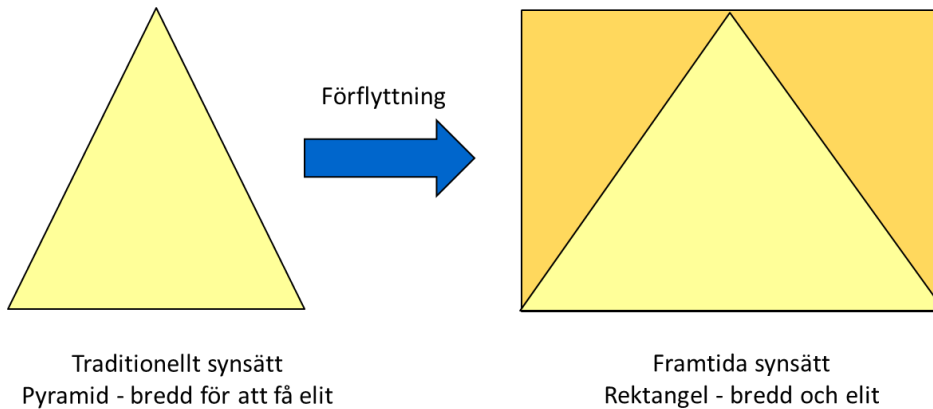 Förflyttning
Traditionellt synsätt
Pyramid - bredd för att få elit
Framtida synsätt
Rektangel - bredd och elit